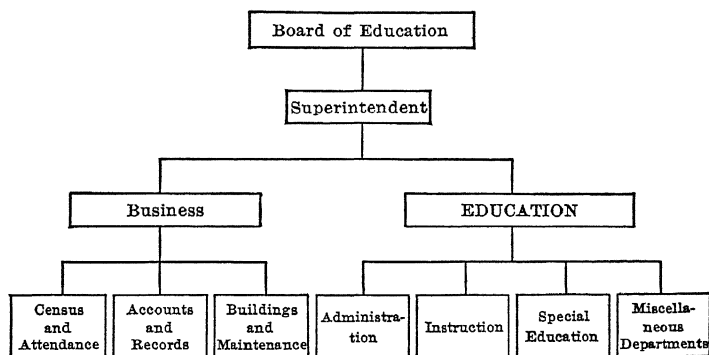 Board of Education
Superintendent
Business
EDUCATION
Census
and
Attendance
Accounts
and
Records
Buildings
and
Maintenance
Administra-
tion
Instruction
Special
Education
Miscella-
neous
Departments